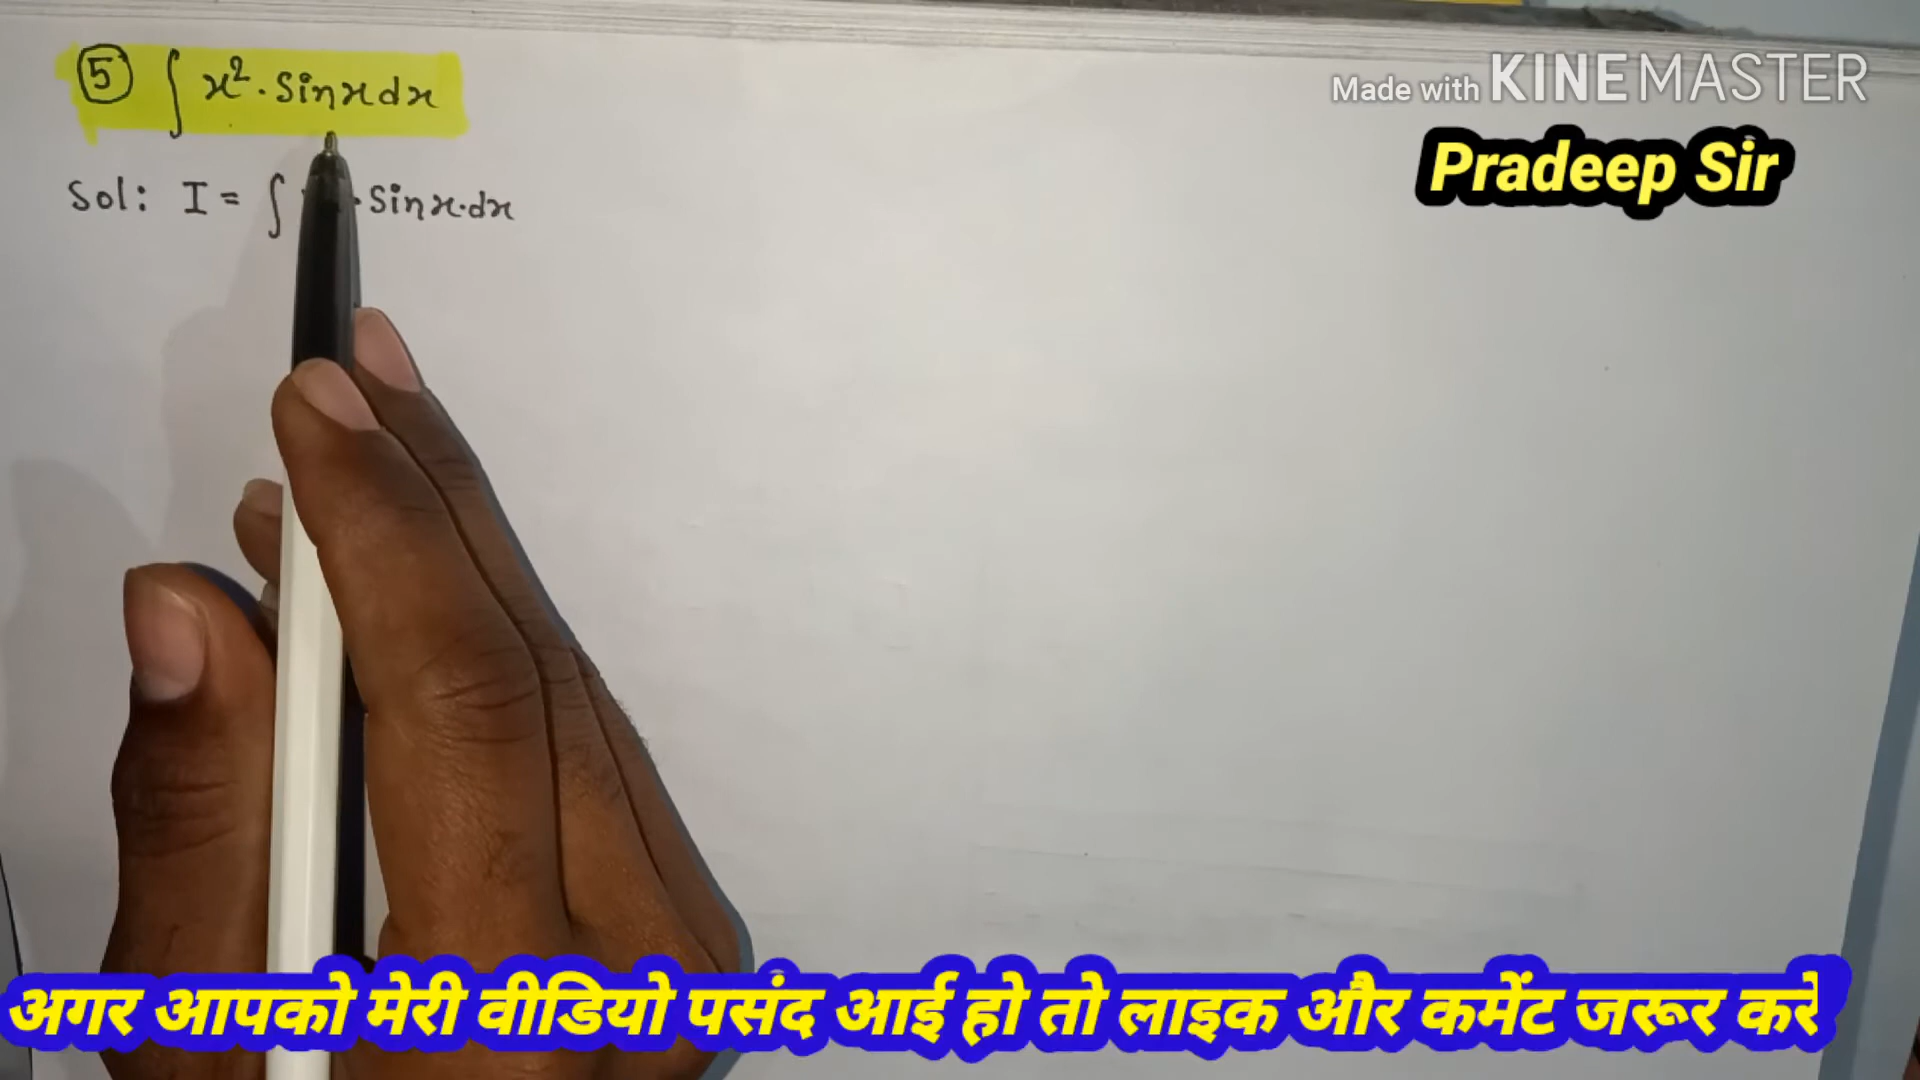 ⑤ ∫ x². sinx dx
Sol: I = ∫ . Sinx.dx
Made with KINEMASTER
Pradeep Sir
अगर आपको मेरी वीडियो पसंद आई हो तो लाइक और कमेंट जरूर करे